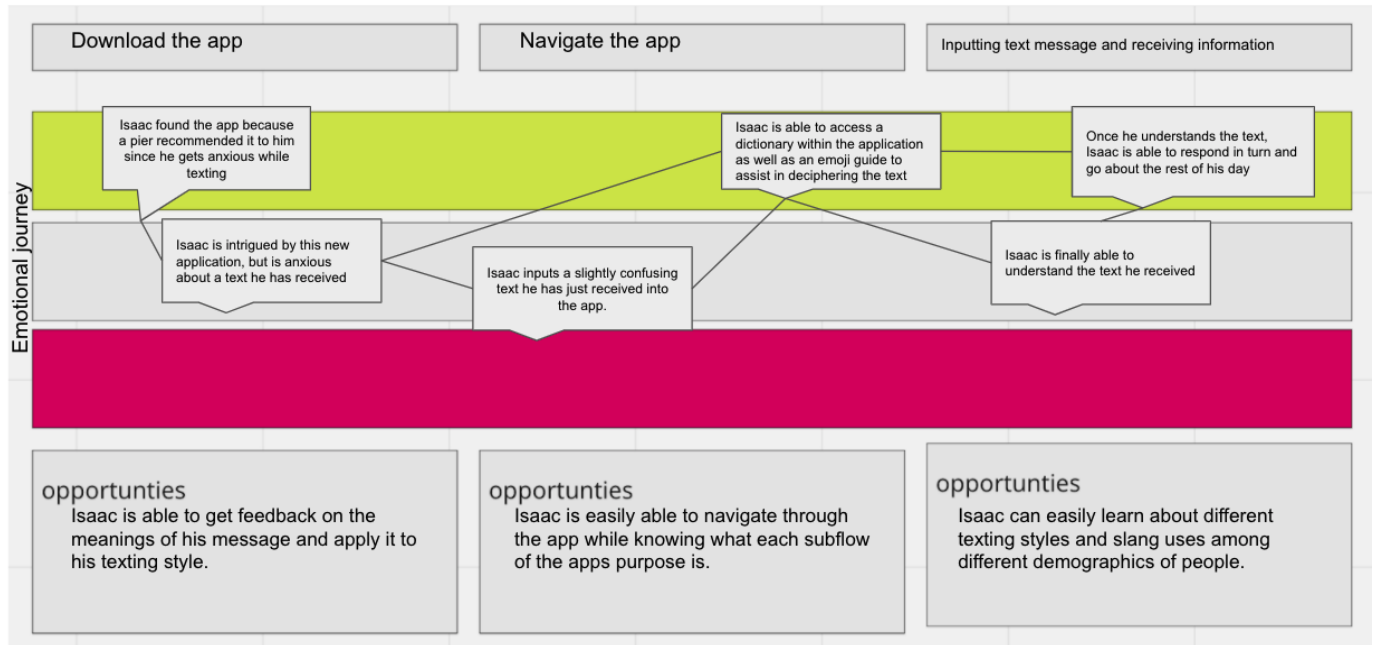 Download the app
Navigate the app
Inputting text message and receiving information
Emotional journey
Isaac found the app because
a pier recommended it to him
since he gets anxious while
texting
Isaac is intrigued by this new
application, but is anxious
about a text he has received
Isaac inputs a slightly confusing
text he has just received into
the app.
Isaac is able to access a
dictionary within the application
as well as an emoji guide to
assist in deciphering the text
Isaac is finally able to
understand the text he received
Once he understands the text,
Isaac is able to respond in turn and
go about the rest of his day
opportunties
Isaac is able to get feedback on the
meanings of his message and apply it to
his texting style.
opportunties
Isaac is easily able to navigate through
the app while knowing what each subflow
of the apps purpose is.
opportunties
Isaac can easily learn about different
texting styles and slang uses among
different demographics of people.